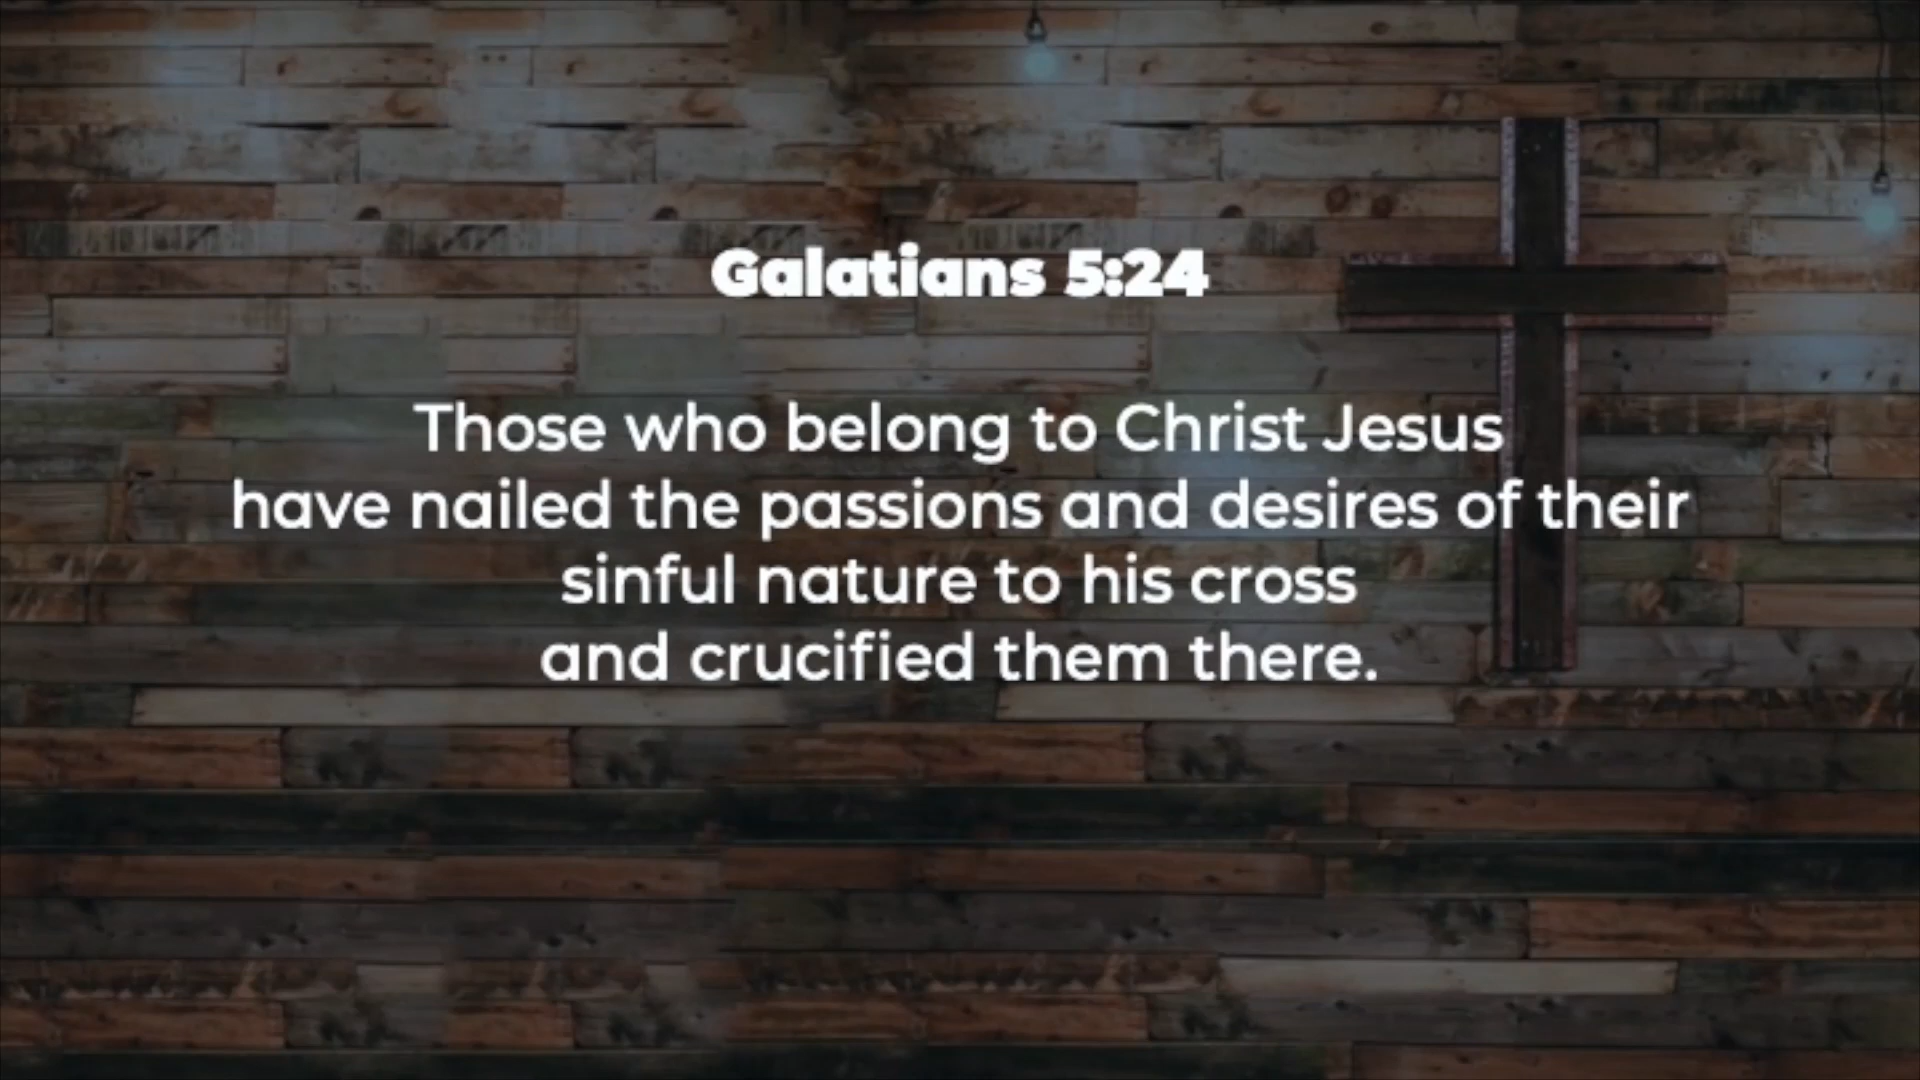 Galatians 5:24
Those who belong to Christ Jesus
have nailed the passions and desires of their
sinful nature to his cross
and crucified them there.